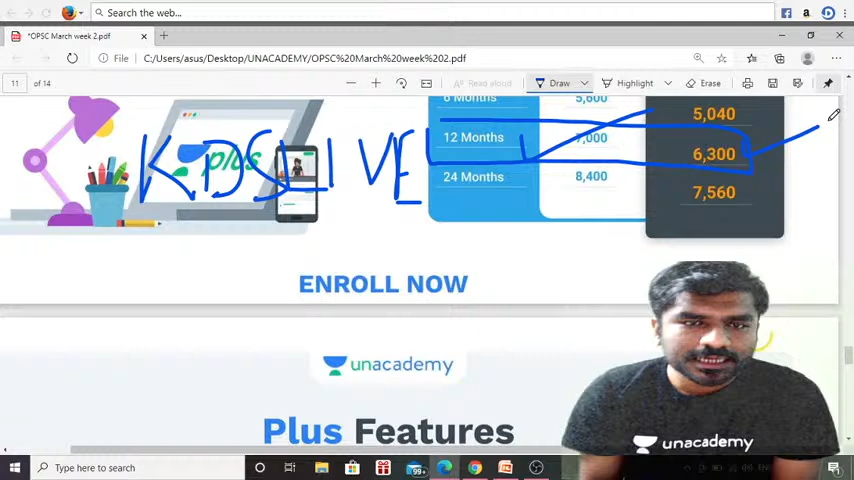 Search the web...
*OPSC March week 2.pdf
File C:/Users/asus/Desktop/UNACADEMY/OPSC%20March%20week%202.pdf
11 of 14 Read aloud Draw Highlight Erase
6 Months 5,600 5,040
12 Months 7,000 6,300
24 Months 8,400 7,560
plus
KDSLIVE
ENROLL NOW
unacademy
Plus Features
unacademy
Type here to search 99+ ENG